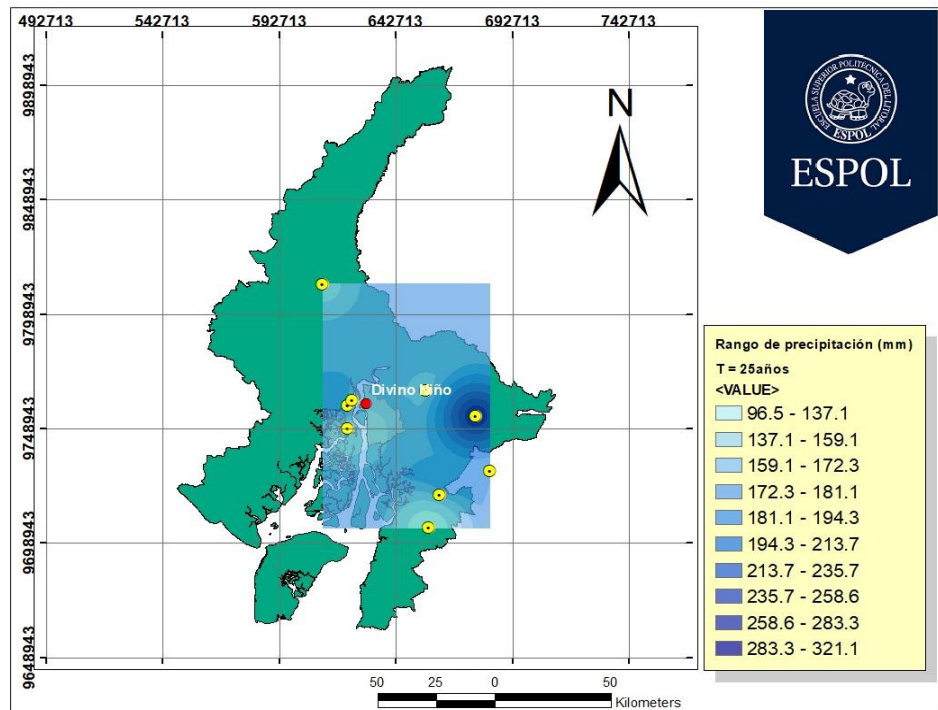 492713 542713 592713 642713 692713 742713
9898943
9848943
9798943
9748943
9698943
9648943
N
Divino Niño
ESCUELA SUPERIOR POLITECNICA DEL LITORAL
ESPOL
ESPOL
Rango de precipitación (mm)
T = 25años
<VALUE>
96.5 - 137.1
137.1 - 159.1
159.1 - 172.3
172.3 - 181.1
181.1 - 194.3
194.3 - 213.7
213.7 - 235.7
235.7 - 258.6
258.6 - 283.3
283.3 - 321.1
50 25 0 50
Kilometers